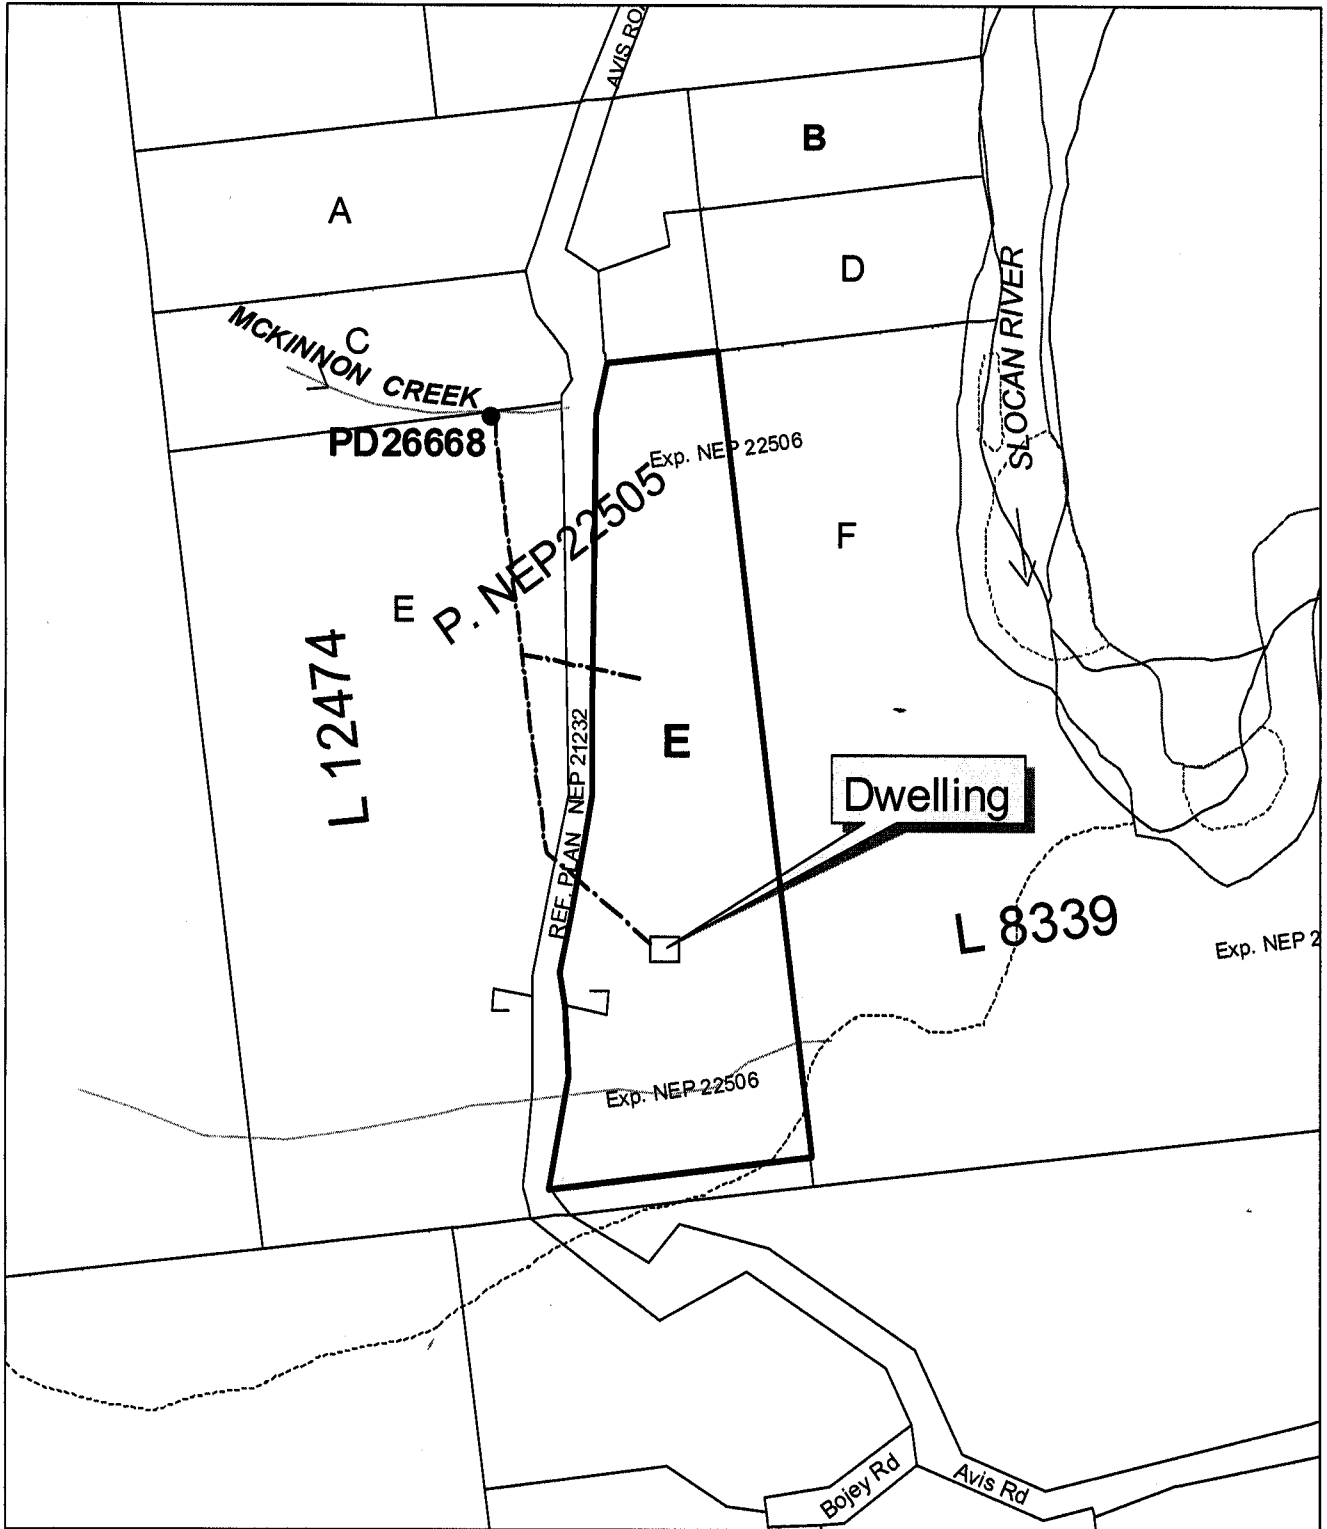 AVIS ROA
B
A
D
SLOCAN RIVER
C
MCKINNON CREEK
PD26668
Exp. NEP 22506
P. NEP22505
F
E
L 12474
REF. PLAN NEP 21232
E
Dwelling
L 8339
Exp. NEP 2
Exp. NEP 22506
Bojey Rd
Avis Rd